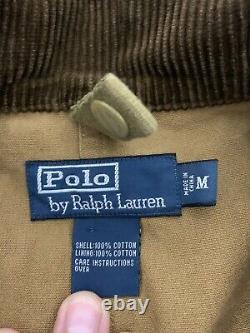 Polo
by Ralph Lauren
MADE IN
CHINA
M
SHELL:100% COTTON
LINING:100% COTTON
CARE INSTRUCTIONS
OVER